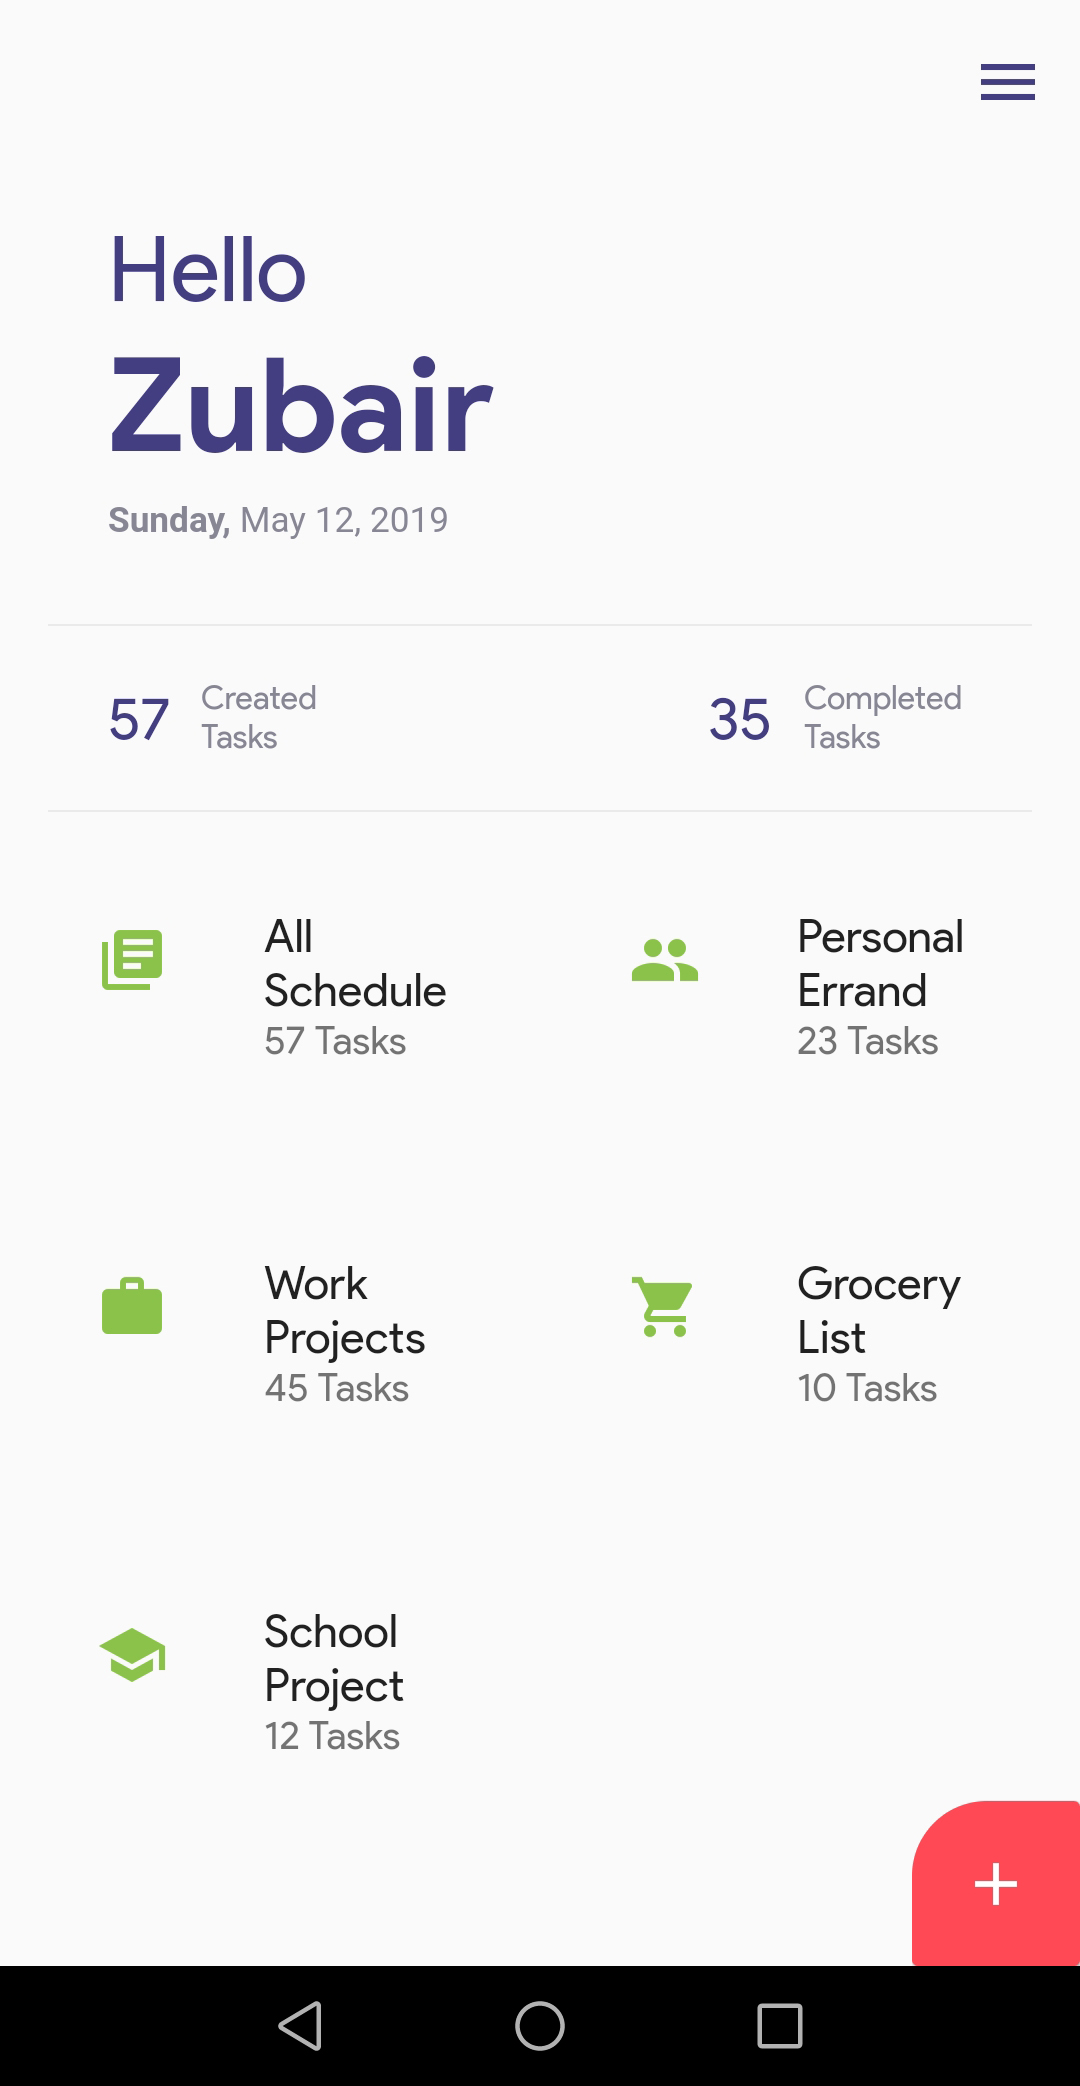 Hello
Zubair
Sunday, May 12, 2019
57 Created
Tasks
35 Completed
Tasks
All
Schedule
57 Tasks
Personal
Errand
23 Tasks
Work
Projects
45 Tasks
Grocery
List
10 Tasks
School
Project
12 Tasks